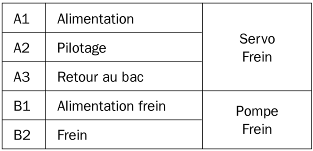 A1 Alimentation
A2 Pilotage
A3 Retour au bac
Servo
Frein
B1 Alimentation frein
B2 Frein
Pompe
Frein